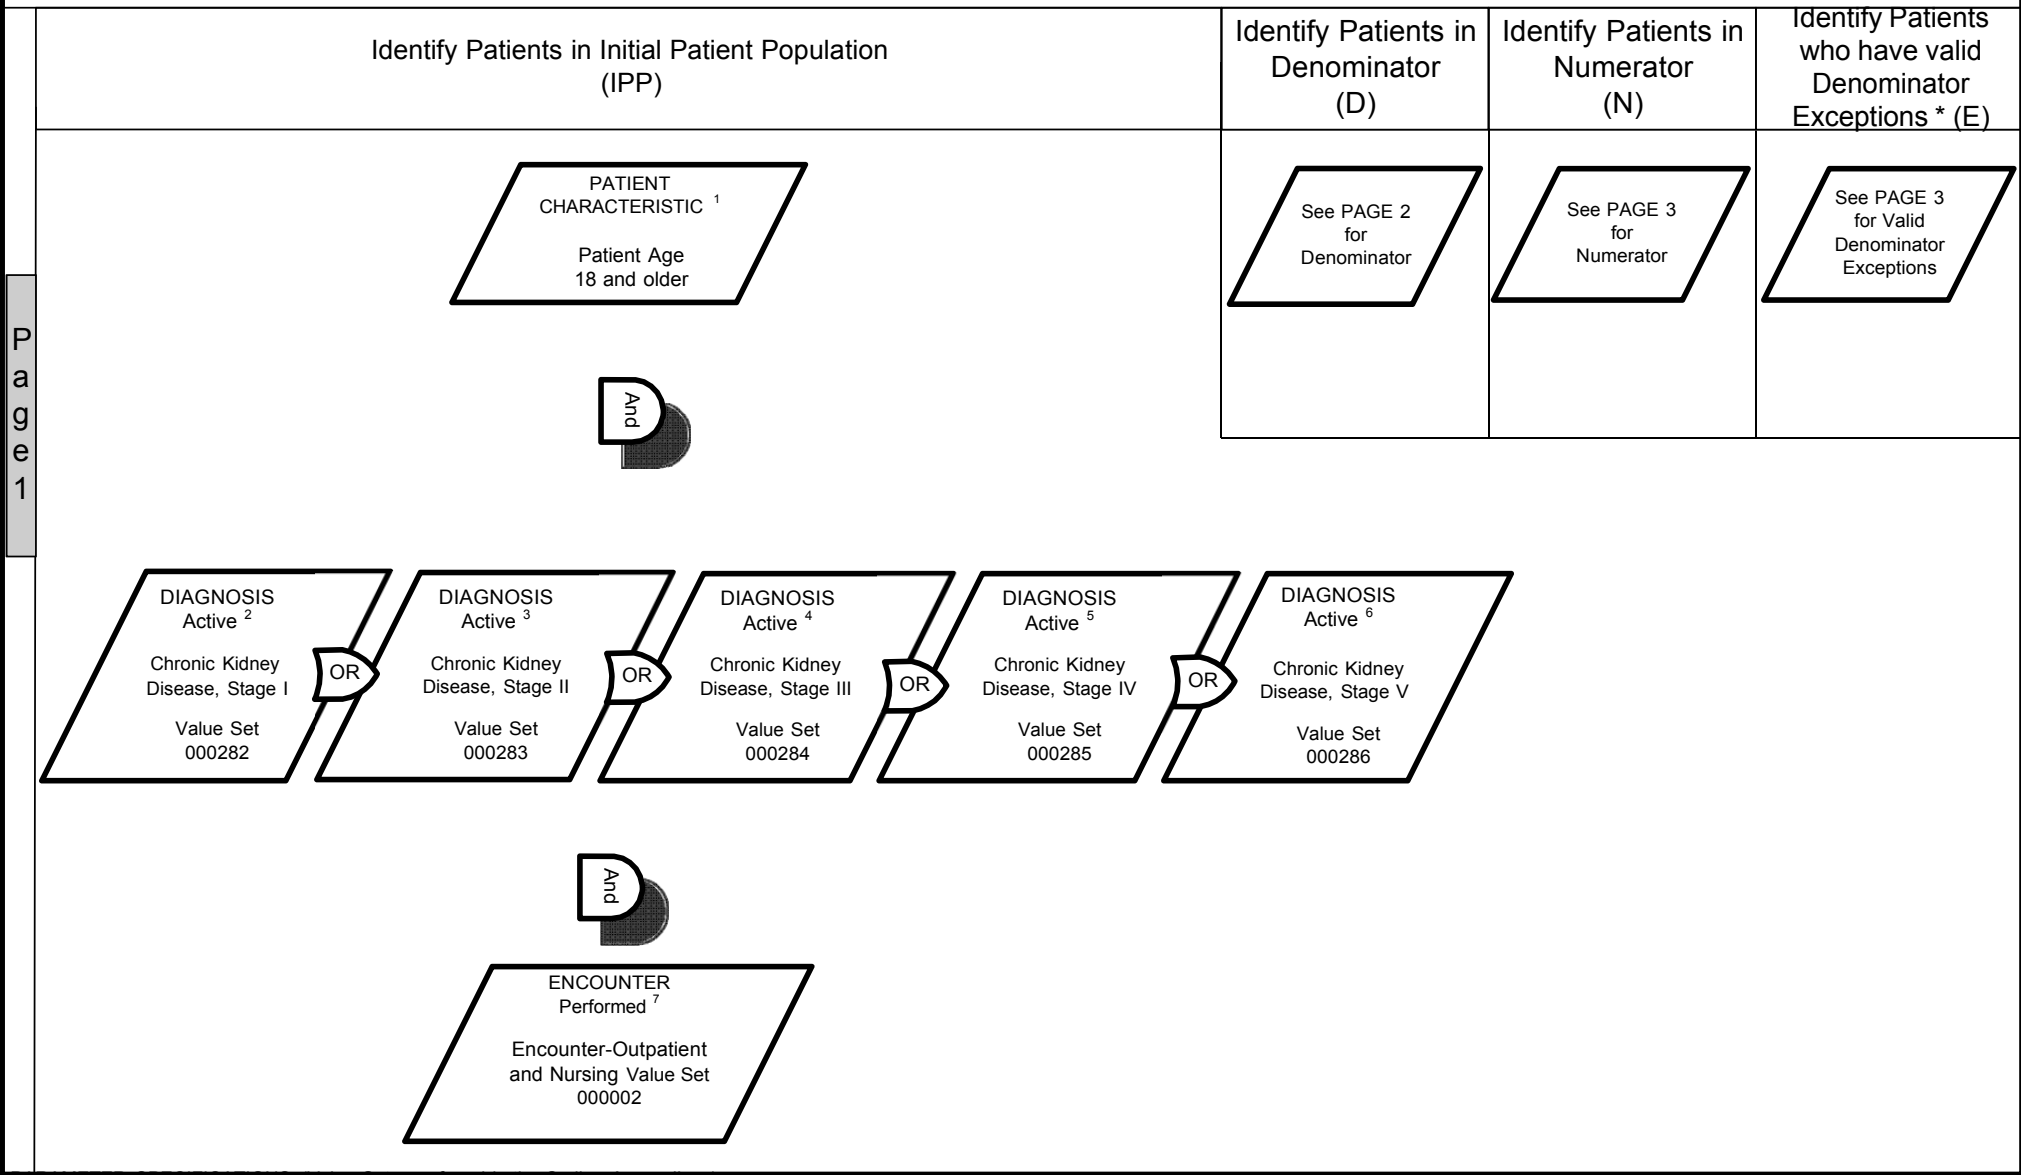 Identify Patients in Initial Patient Population
(IPP)
Identify Patients in
Denominator
(D)
Identify Patients in
Numerator
(N)
Identify Patients
who have valid
Denominator
Exceptions * (E)
PATIENT
CHARACTERISTIC 1
Patient Age
18 and older
See PAGE 2
for
Denominator
See PAGE 3
for
Numerator
See PAGE 3
for Valid
Denominator
Exceptions
P
a
g
e
1
And
DIAGNOSIS
Active 2
Chronic Kidney
Disease, Stage I
Value Set
000282
OR
DIAGNOSIS
Active 3
Chronic Kidney
Disease, Stage II
Value Set
000283
OR
DIAGNOSIS
Active 4
Chronic Kidney
Disease, Stage III
Value Set
000284
OR
DIAGNOSIS
Active 5
Chronic Kidney
Disease, Stage IV
Value Set
000285
OR
DIAGNOSIS
Active 6
Chronic Kidney
Disease, Stage V
Value Set
000286
And
ENCOUNTER
Performed 7
Encounter-Outpatient
and Nursing Value Set
000002